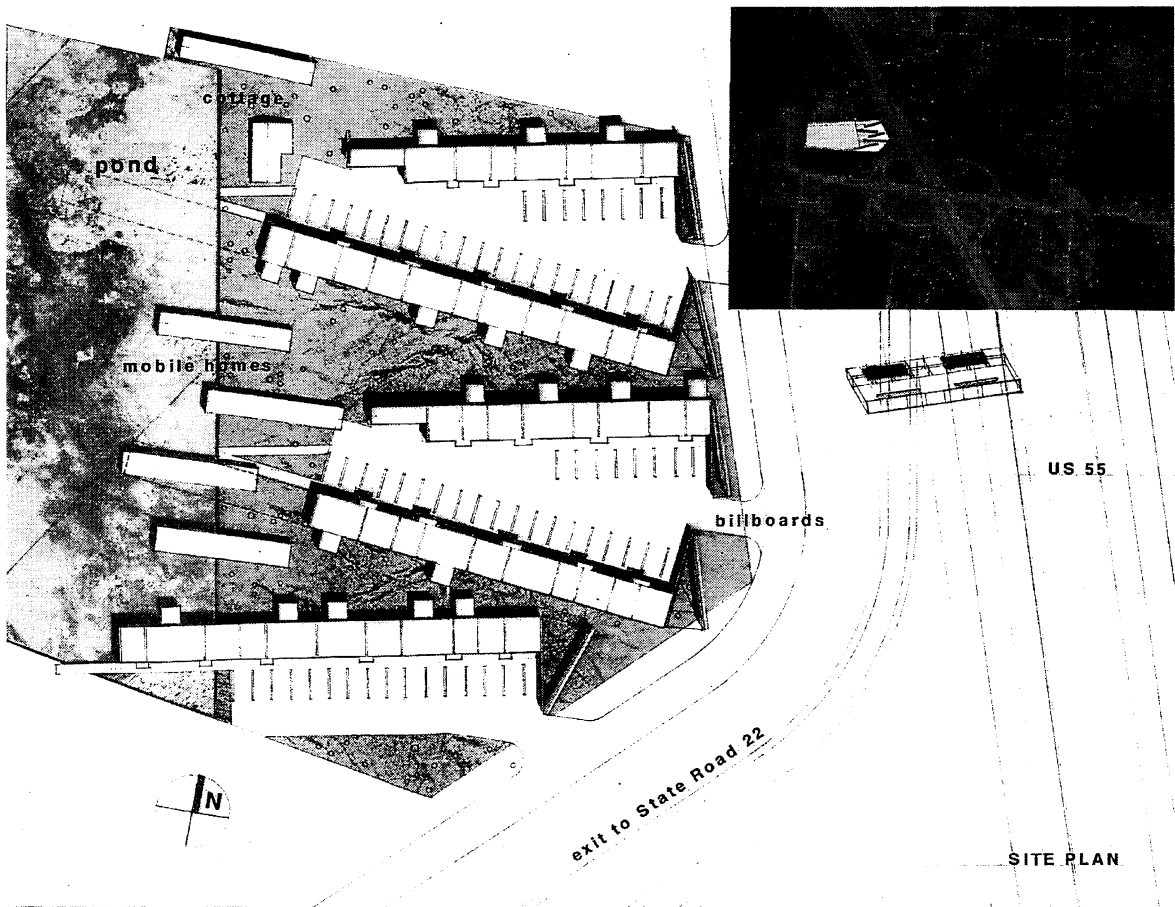 cottage
pond
mobile homes
US 55
billboards
exit to State Road 22
N
SITE PLAN